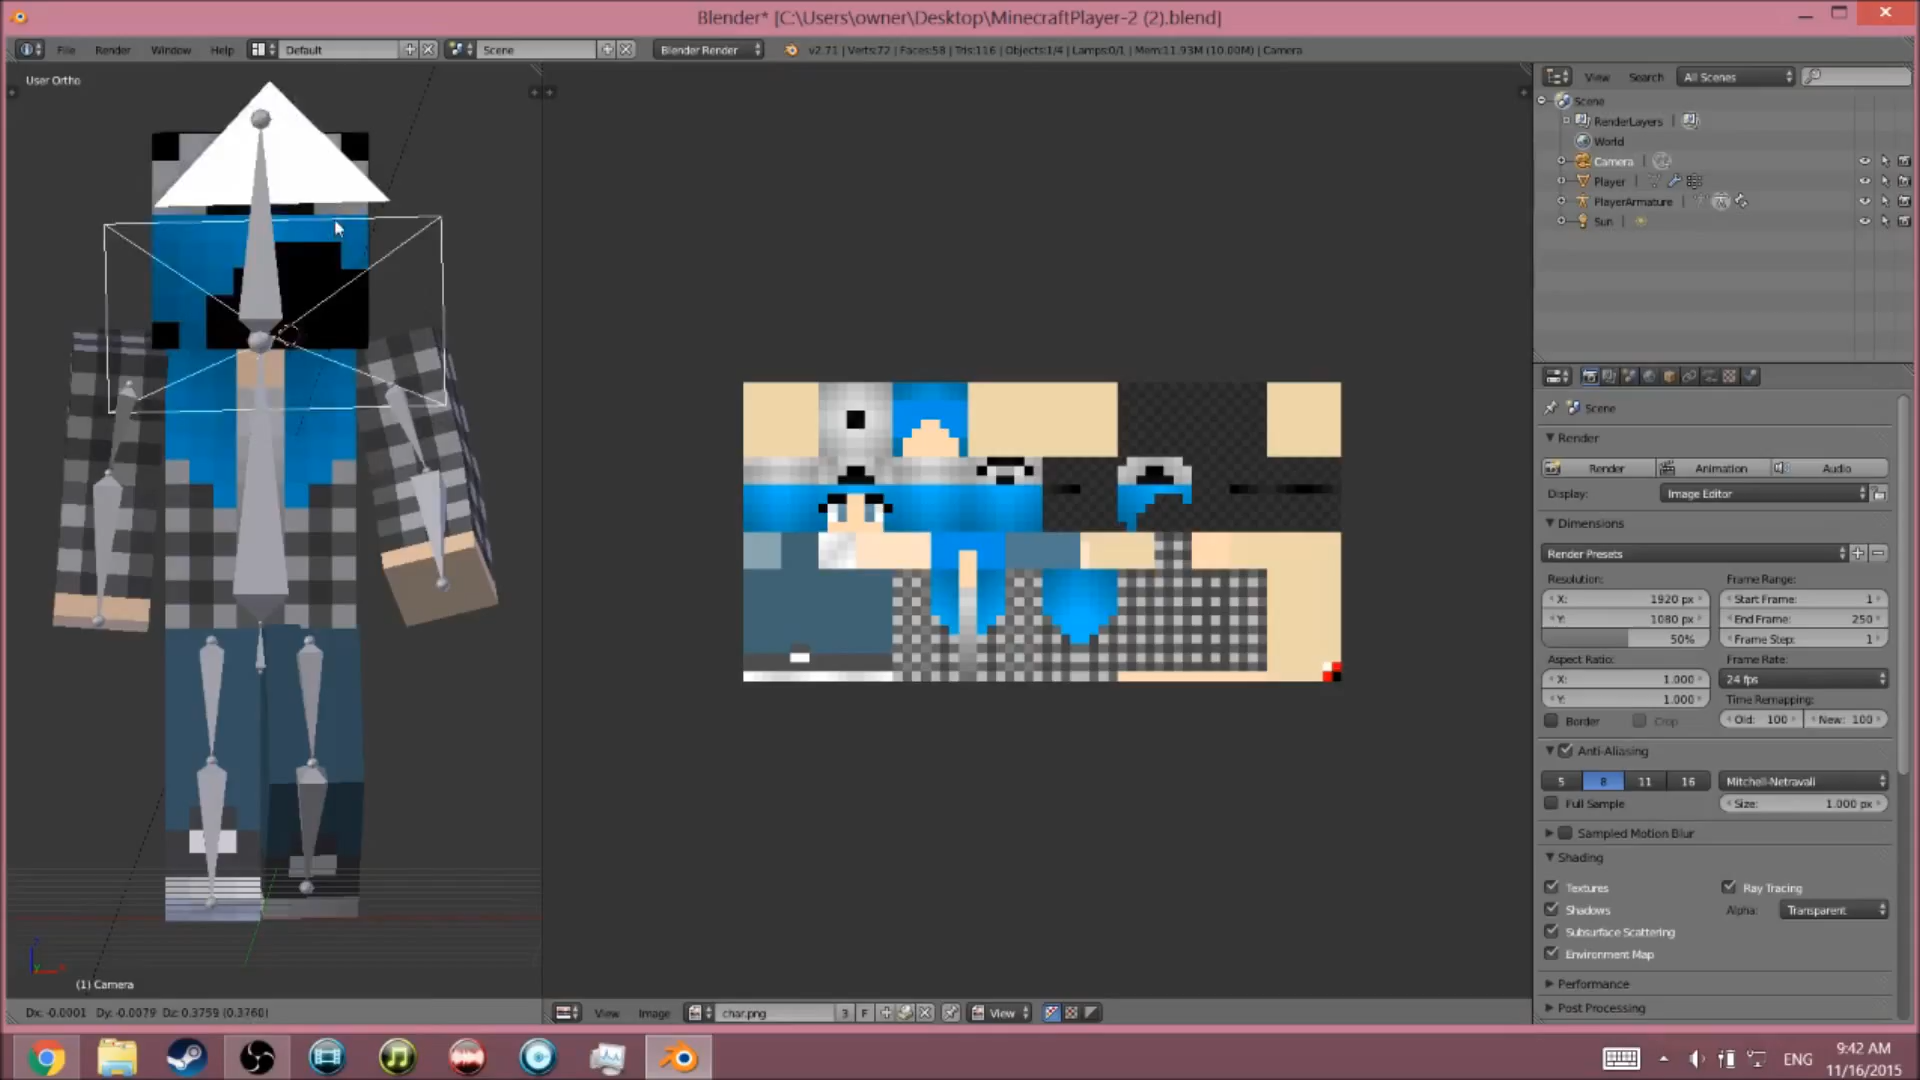 Blender* [C:\Users\owner\Desktop\MinecraftPlayer-2 (2).blend]
File Render Window Help Default Scene Blender Render v2.71 | Verts:72 | Faces:58 | Tris:116 | Objects:1/4 | Lamps:0/1 | Mem:11.93M (10.00M) | Camera
User Ortho
View Search All Scenes
Scene
RenderLayers
World
Camera
Player
PlayerArmature
Sun
Scene
Render
Render Animation Audio
Display: Image Editor
Dimensions
Render Presets
Resolution: Frame Range:
X: 1920 px Start Frame: 1
Y: 1080 px End Frame: 250
50% Frame Step: 1
Aspect Ratio: Frame Rate:
X: 1.000 24 fps
Y: 1.000 Time Remapping:
Border Crop Old: 100 New: 100
Anti-Aliasing
5 8 11 16 Mitchell-Netravali
Full Sample Size: 1.000 px
Sampled Motion Blur
Shading
Textures Ray Tracing
Shadows Alpha: Transparent
Subsurface Scattering
Environment Map
Performance
Post Processing
(1) Camera
Dx: -0.0001 Dy: -0.0079 Dz: 0.3759 (0.3760)
View Image char.png 3 F View
ENG 9:42 AM
11/16/2015